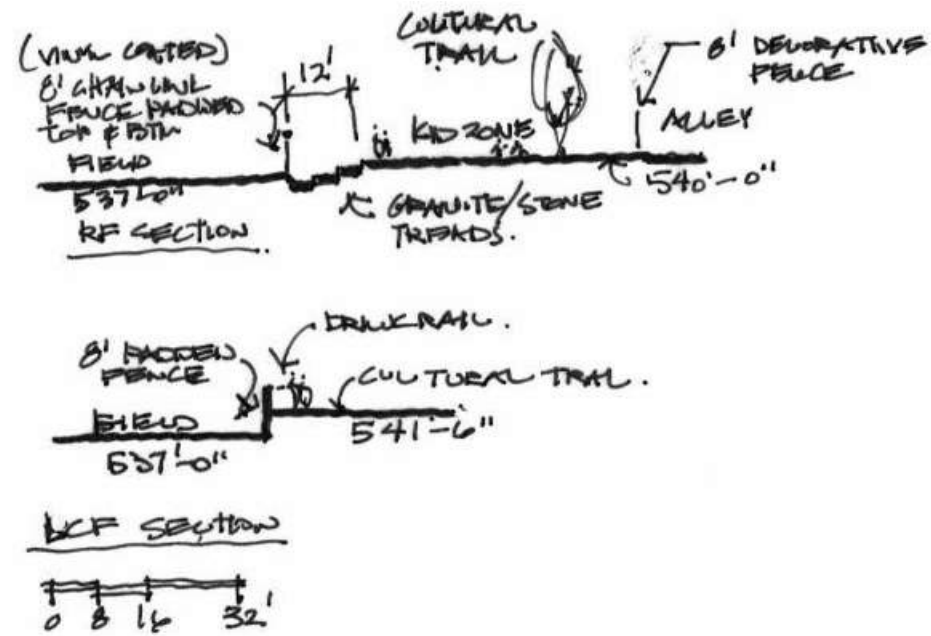 (VINYL COATED)
8' CHAIN LINK
FENCE PADDED
TOP & BTM
FIELD
537'-0"
RF SECTION.
12'
CULTURAL
TRAIL
KID ZONE
GRANITE/STONE
TREADS.
8' DECORATIVE
FENCE
ALLEY
540'-0"
8' PADDED
FENCE
FIELD
537'-0"
DRINK RAIL.
CULTURAL TRAIL.
541'-6"
LCF SECTION
0 8 16 32'